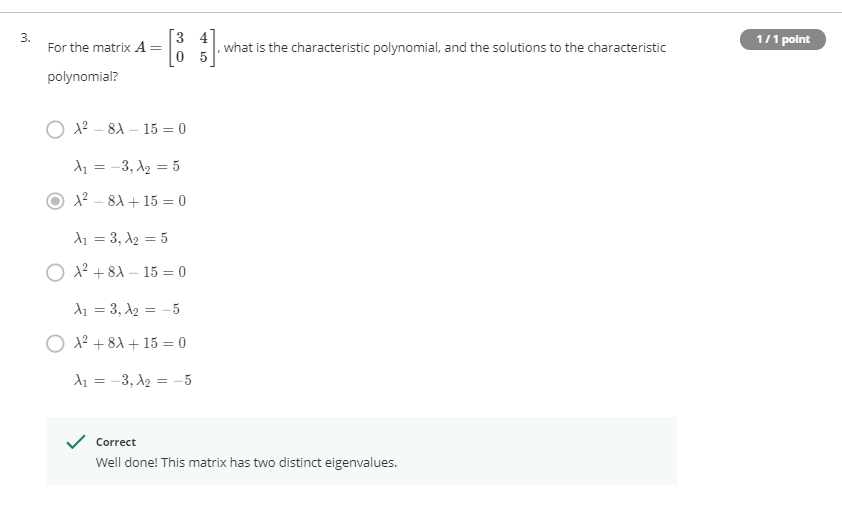 3.
1 / 1 point
For the matrix A = [3 4
0 5], what is the characteristic polynomial, and the solutions to the characteristic
polynomial?
λ² − 8λ − 15 = 0
λ₁ = −3, λ₂ = 5
λ² − 8λ + 15 = 0
λ₁ = 3, λ₂ = 5
λ² + 8λ − 15 = 0
λ₁ = 3, λ₂ = −5
λ² + 8λ + 15 = 0
λ₁ = −3, λ₂ = −5
Correct
Well done! This matrix has two distinct eigenvalues.